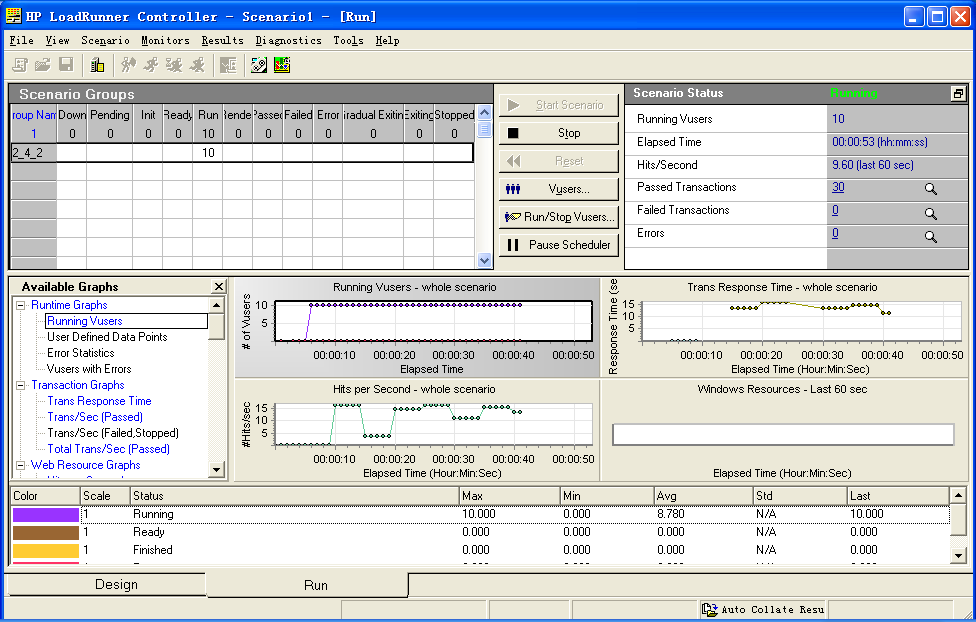 HP LoadRunner Controller - Scenario1 - [Run]
File View Scenario Monitors Results Diagnostics Tools Help
Scenario Groups
roup Nam Down Pending Init Ready Run Passed Failed Error Exiting Stopped
1 0 0 0 0 10 0 0 0 0 0 0 0
2_4_2 10
Start Scenario
Stop
Reset
Vusers...
Run/Stop Vusers...
Pause Scheduler
Scenario Status Running
Running Vusers 10
Elapsed Time 00:00:53 (hh:mm:ss)
Hits/Second 9.60 (last 60 sec)
Passed Transactions 30
Failed Transactions 0
Errors 0
Available Graphs
Runtime Graphs
Running Vusers
User Defined Data Points
Error Statistics
Vusers with Errors
Transaction Graphs
Trans Response Time
Trans/Sec (Passed)
Trans/Sec (Failed,Stopped)
Total Trans/Sec (Passed)
Web Resource Graphs
Running Vusers - whole scenario
# of Vusers
10
5
00:00:10 00:00:20 00:00:30 00:00:40 00:00:50
Elapsed Time
Trans Response Time - whole scenario
Response Time (se
15
10
5
00:00:10 00:00:20 00:00:30 00:00:40 00:00:50
Elapsed Time (Hour:Min:Sec)
Hits per Second - whole scenario
#Hits/sec
15
10
5
00:00:10 00:00:20 00:00:30 00:00:40 00:00:50
Elapsed Time (Hour:Min:Sec)
Windows Resources - Last 60 sec
Elapsed Time (Hour:Min:Sec)
Color Scale Status Max Min Avg Std Last
1 Running 10.000 0.000 8.780 N/A 10.000
1 Ready 0.000 0.000 0.000 N/A 0.000
1 Finished 0.000 0.000 0.000 N/A 0.000
Design Run
Auto Collate Resu